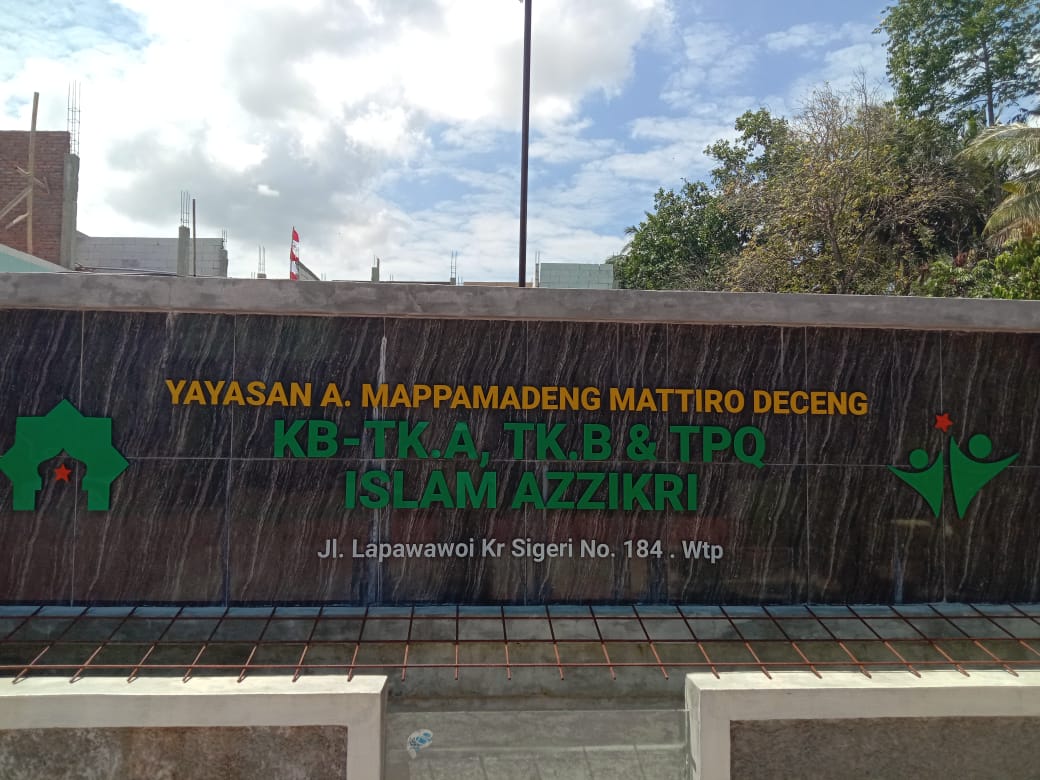 YAYASAN A. MAPPAMADENG MATTIRO DECENG
KB-TK.A, TK.B & TPQ
ISLAM AZZIKRI
Jl. Lapawawoi Kr Sigeri No. 184 . Wtp